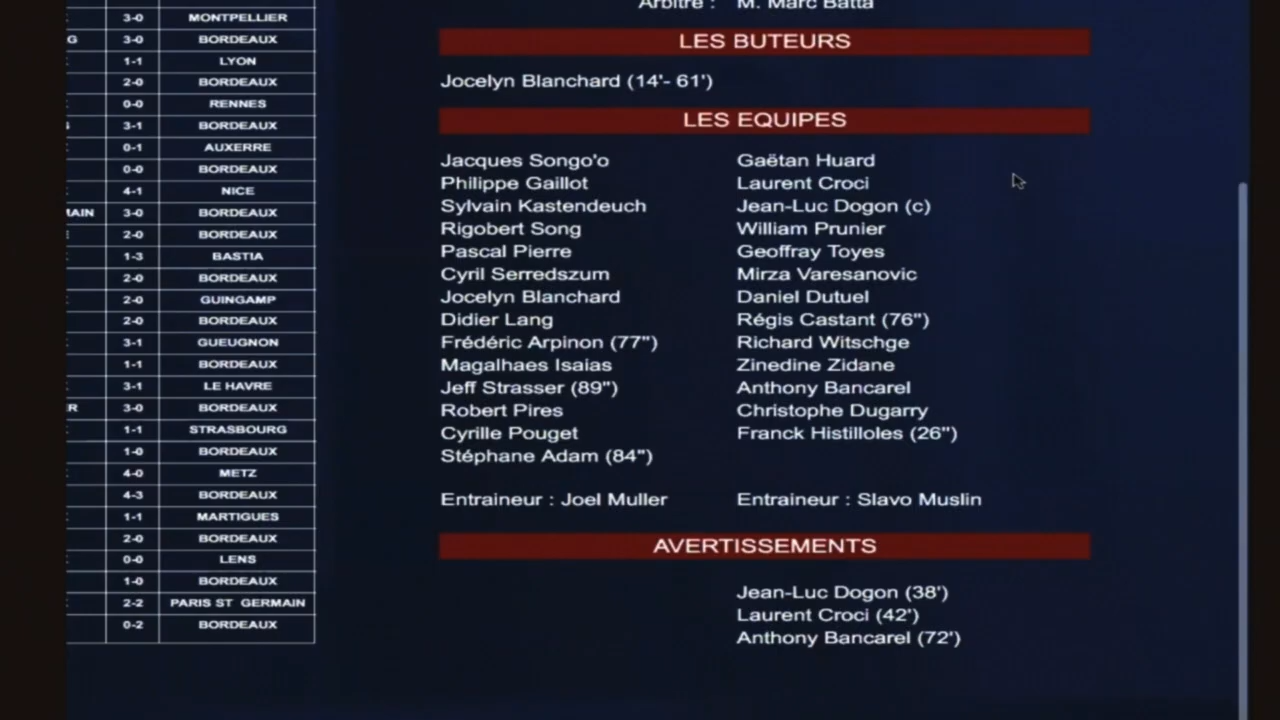 3-0 MONTPELLIER
G 3-0 BORDEAUX
1-1 LYON
2-0 BORDEAUX
0-0 RENNES
3-1 BORDEAUX
0-1 AUXERRE
0-0 BORDEAUX
4-1 NICE
MAIN 3-0 BORDEAUX
2-0 BORDEAUX
1-3 BASTIA
2-0 BORDEAUX
2-0 GUINGAMP
2-0 BORDEAUX
3-1 GUEUGNON
1-1 BORDEAUX
3-1 LE HAVRE
R 3-0 BORDEAUX
1-1 STRASBOURG
1-0 BORDEAUX
4-0 METZ
4-3 BORDEAUX
1-1 MARTIGUES
2-0 BORDEAUX
0-0 LENS
1-0 BORDEAUX
2-2 PARIS ST GERMAIN
0-2 BORDEAUX
Arbitre : M. Marc Batta
LES BUTEURS
Jocelyn Blanchard (14'- 61')
LES EQUIPES
Jacques Songo'o
Philippe Gaillot
Sylvain Kastendeuch
Rigobert Song
Pascal Pierre
Cyril Serredszum
Jocelyn Blanchard
Didier Lang
Frédéric Arpinon (77")
Magalhaes Isaias
Jeff Strasser (89")
Robert Pires
Cyrille Pouget
Stéphane Adam (84")
Entraineur : Joel Muller
Gaëtan Huard
Laurent Croci
Jean-Luc Dogon (c)
William Prunier
Geoffray Toyes
Mirza Varesanovic
Daniel Dutuel
Régis Castant (76")
Richard Witschge
Zinedine Zidane
Anthony Bancarel
Christophe Dugarry
Franck Histilloles (26")
Entraineur : Slavo Muslin
AVERTISSEMENTS
Jean-Luc Dogon (38')
Laurent Croci (42')
Anthony Bancarel (72')